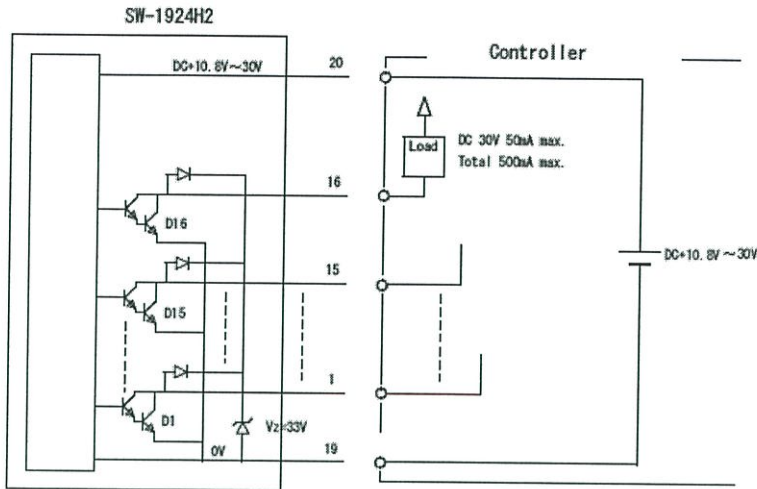 SW-1924H2
Controller
DC+10.8V~30V
20
Load
DC 30V 50mA max.
Total 500mA max.
16
D16
DC+10.8V~30V
15
D15
1
D1
Vz=33V
0V
19